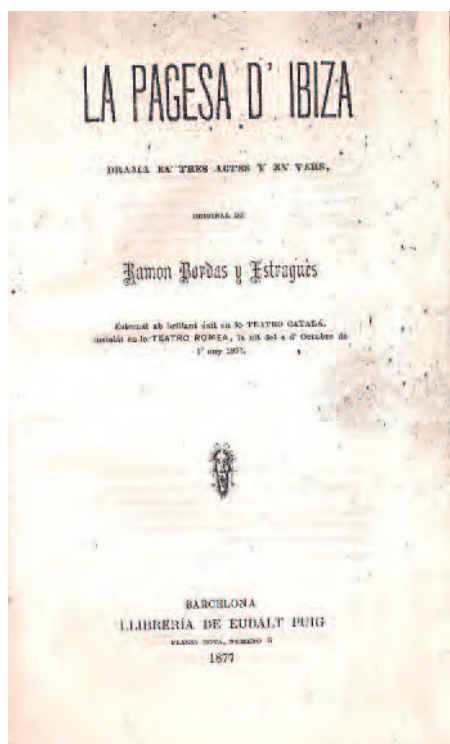 LA PAGESA D' IBIZA
DRAMA EN TRES ACTES Y EN VERS,
ORIGINAL DE
Ramon Bordas y Estragués
Estrenat ab brillant éxit en lo TEATRO CATALÁ,
instalát en lo TEATRO ROMEA, la nit del 4 d' Octubre de
l' any 1877.
BARCELONA
LLIBRERÍA DE EUDALT PUIG
PLASSA NOVA, NÚMERO 5
1877